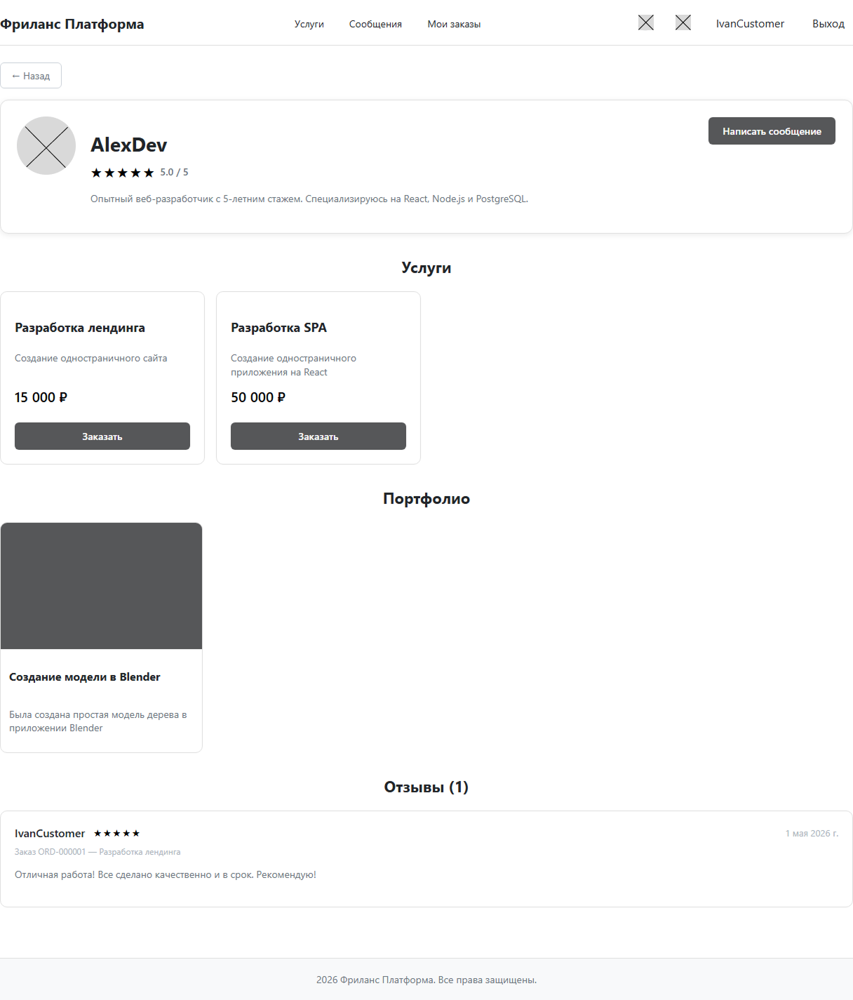 Фриланс Платформа
Услуги
Сообщения
Мои заказы
IvanCustomer
Выход
← Назад
AlexDev
★★★★★ 5.0 / 5
Опытный веб-разработчик с 5-летним стажем. Специализируюсь на React, Node.js и PostgreSQL.
Написать сообщение
Услуги
Разработка лендинга
Создание одностраничного сайта
15 000 ₽
Заказать
Разработка SPA
Создание одностраничного
приложения на React
50 000 ₽
Заказать
Портфолио
Создание модели в Blender
Была создана простая модель дерева в
приложении Blender
Отзывы (1)
IvanCustomer ★★★★★
1 мая 2026 г.
Заказ ORD-000001 — Разработка лендинга
Отличная работа! Все сделано качественно и в срок. Рекомендую!
2026 Фриланс Платформа. Все права защищены.